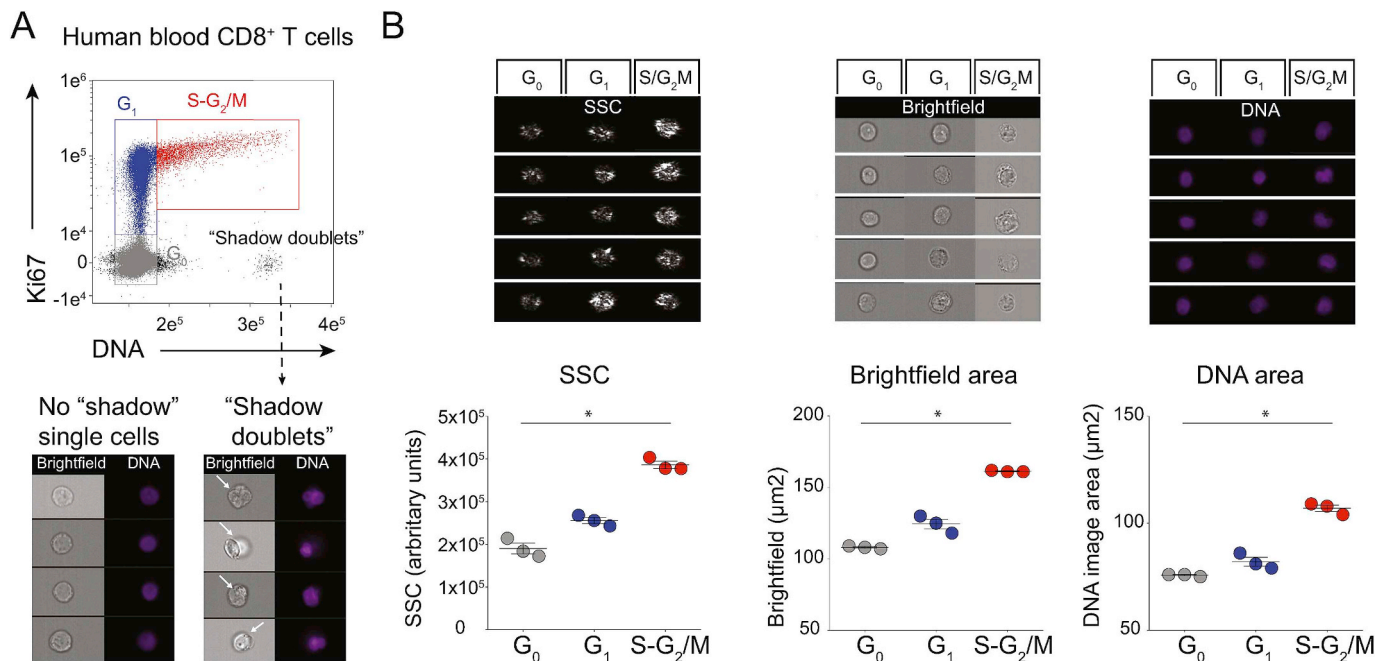 A
Human blood CD8⁺ T cells
1e6
1e5
1e4
0
-1e4
Ki67
G₁
S-G₂/M
"Shadow doublets"
G₀
2e5
3e5
4e5
DNA
No "shadow"
single cells
Brightfield DNA
"Shadow
doublets"
Brightfield DNA
B
G₀ G₁ S/G₂M
SSC
G₀ G₁ S/G₂M
Brightfield
G₀ G₁ S/G₂M
DNA
SSC
*
5x10⁵
4x10⁵
3x10⁵
2x10⁵
1x10⁵
0
SSC (arbritary units)
G₀ G₁ S-G₂/M
Brightfield area
*
200
150
100
50
Brightfield (µm2)
G₀ G₁ S-G₂/M
DNA area
*
150
100
50
DNA image area (µm2)
G₀ G₁ S-G₂/M